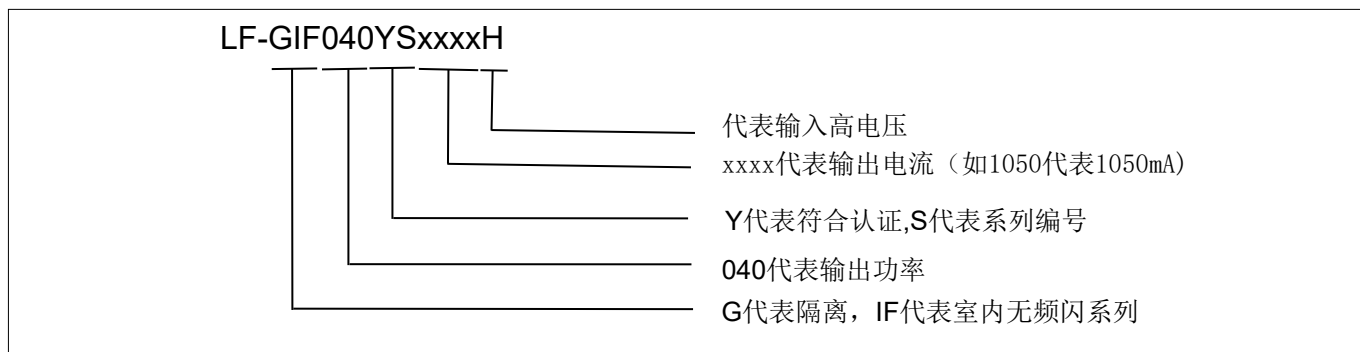 LF-GIF040YSxxxxH
代表输入高电压
xxxx代表输出电流（如1050代表1050mA)
Y代表符合认证,S代表系列编号
040代表输出功率
G代表隔离，IF代表室内无频闪系列